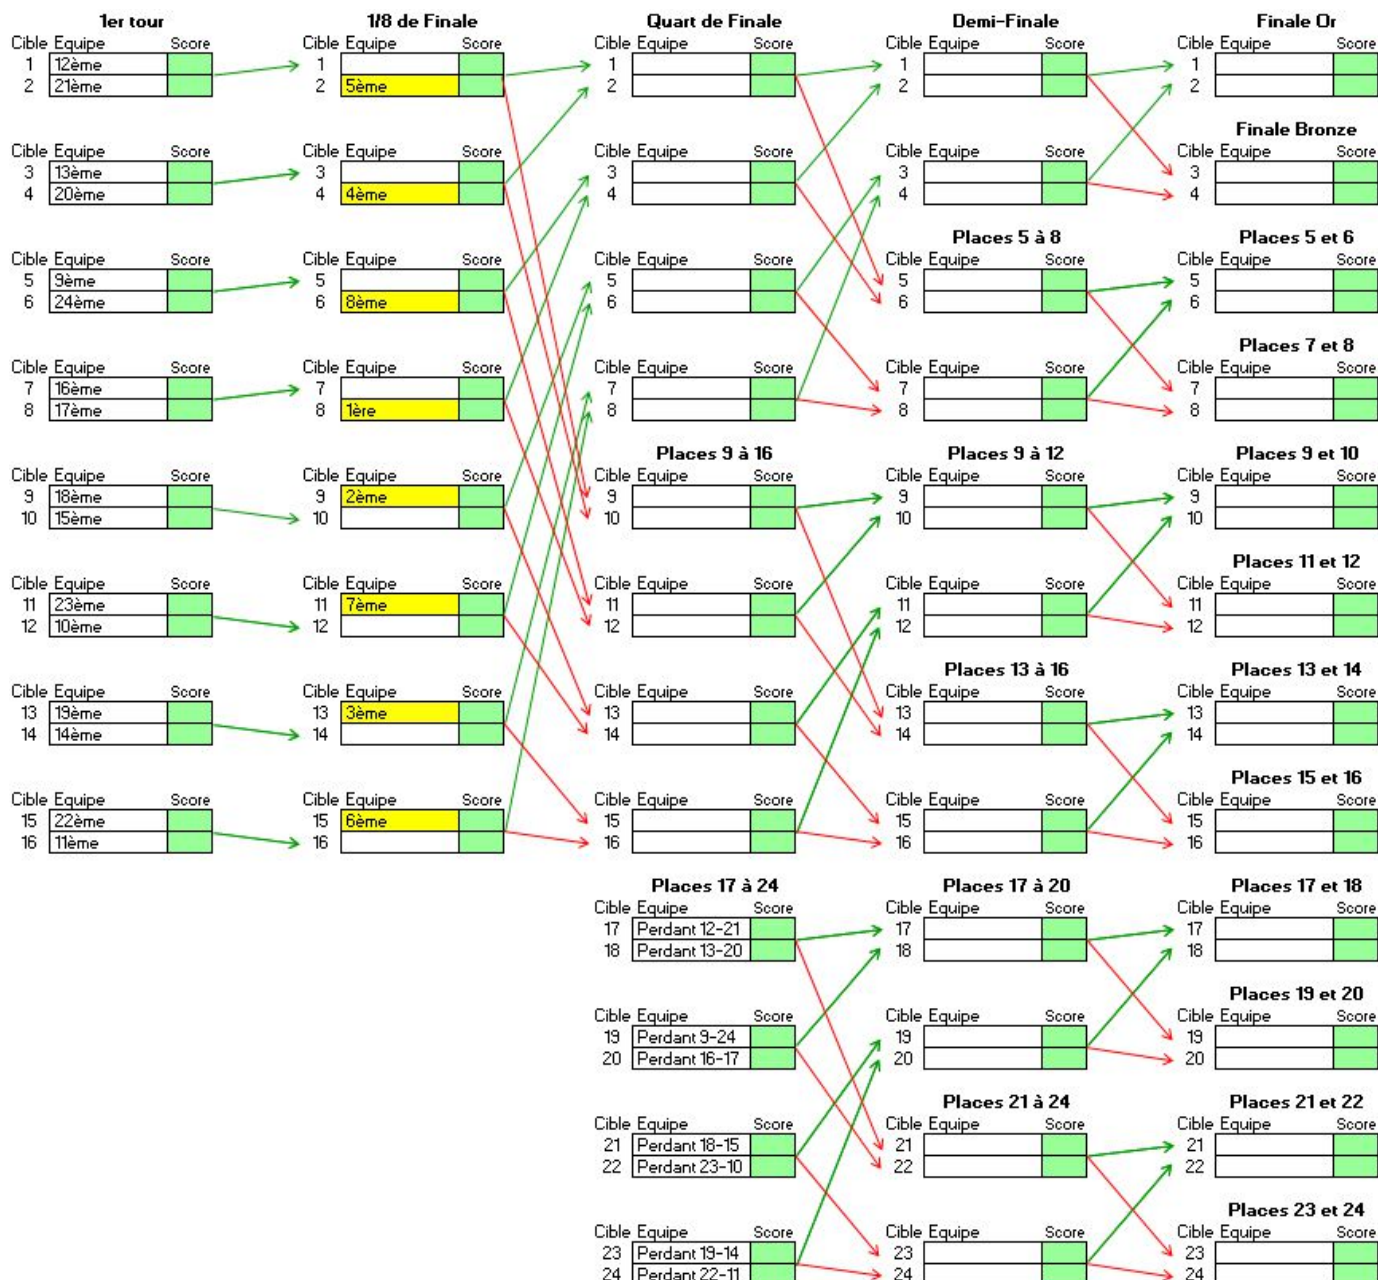 1er tour 1/8 de Finale Quart de Finale Demi-Finale Finale Or
Cible Equipe Score Cible Equipe Score Cible Equipe Score Cible Equipe Score Cible Equipe Score
1 12ème 1 1 1 1
2 21ème 2 5ème 2 2 2
Finale Bronze
Cible Equipe Score Cible Equipe Score Cible Equipe Score Cible Equipe Score Cible Equipe Score
3 13ème 3 3 3 3
4 20ème 4 4ème 4 4 4
Places 5 à 8 Places 5 et 6
Cible Equipe Score Cible Equipe Score Cible Equipe Score Cible Equipe Score Cible Equipe Score
5 9ème 5 5 5 5
6 24ème 6 8ème 6 6 6
Places 7 et 8
Cible Equipe Score Cible Equipe Score Cible Equipe Score Cible Equipe Score Cible Equipe Score
7 16ème 7 7 7 7
8 17ème 8 1ère 8 8 8
Places 9 à 16 Places 9 à 12 Places 9 et 10
Cible Equipe Score Cible Equipe Score Cible Equipe Score Cible Equipe Score Cible Equipe Score
9 18ème 9 2ème 9 9 9
10 15ème 10 10 10 10
Places 11 et 12
Cible Equipe Score Cible Equipe Score Cible Equipe Score Cible Equipe Score Cible Equipe Score
11 23ème 11 7ème 11 11 11
12 10ème 12 12 12 12
Places 13 à 16 Places 13 et 14
Cible Equipe Score Cible Equipe Score Cible Equipe Score Cible Equipe Score Cible Equipe Score
13 19ème 13 3ème 13 13 13
14 14ème 14 14 14 14
Places 15 et 16
Cible Equipe Score Cible Equipe Score Cible Equipe Score Cible Equipe Score Cible Equipe Score
15 22ème 15 6ème 15 15 15
16 11ème 16 16 16 16
Places 17 à 24 Places 17 à 20 Places 17 et 18
Cible Equipe Score Cible Equipe Score Cible Equipe Score
17 Perdant 12-21 17 17
18 Perdant 13-20 18 18
Places 19 et 20
Cible Equipe Score Cible Equipe Score Cible Equipe Score
19 Perdant 9-24 19 19
20 Perdant 16-17 20 20
Places 21 à 24 Places 21 et 22
Cible Equipe Score Cible Equipe Score Cible Equipe Score
21 Perdant 18-15 21 21
22 Perdant 23-10 22 22
Places 23 et 24
Cible Equipe Score Cible Equipe Score Cible Equipe Score
23 Perdant 19-14 23 23
24 Perdant 22-11 24 24